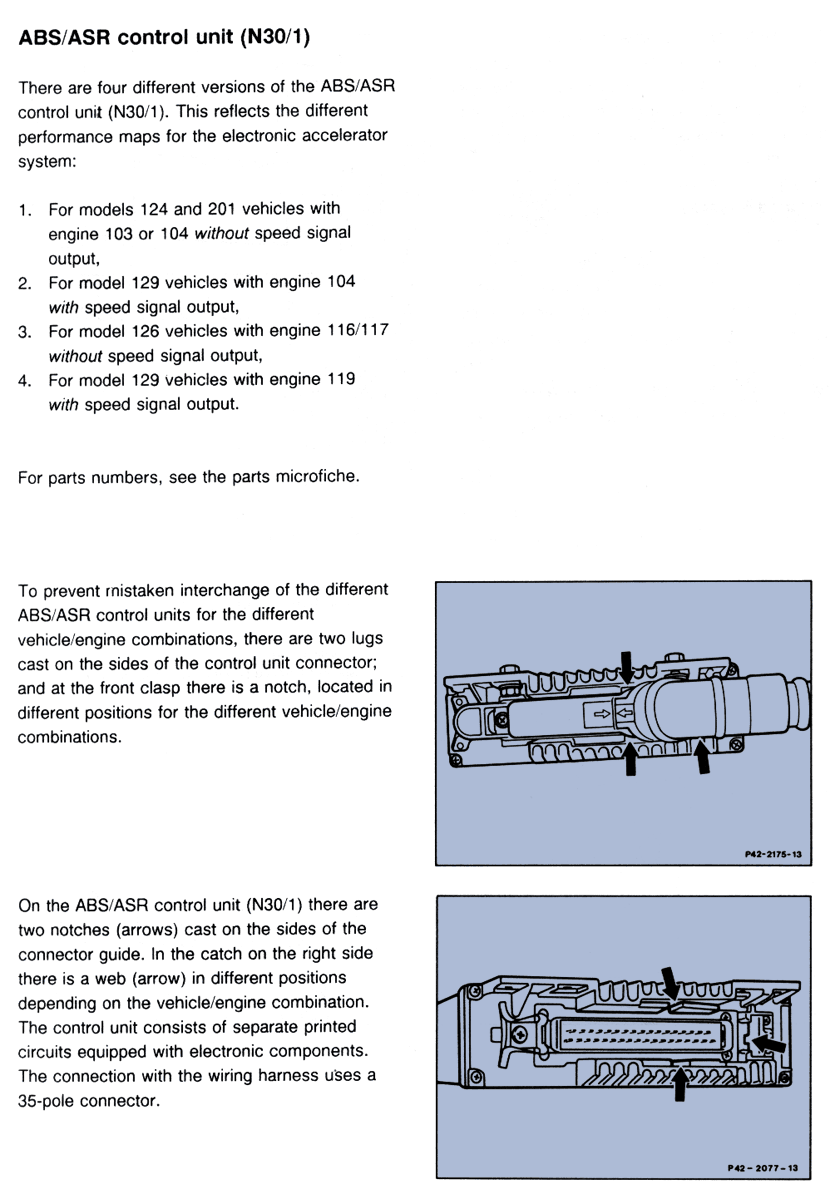 ABS/ASR control unit (N30/1)
There are four different versions of the ABS/ASR
control unit (N30/1). This reflects the different
performance maps for the electronic accelerator
system:
1. For models 124 and 201 vehicles with
engine 103 or 104 without speed signal
output,
2. For model 129 vehicles with engine 104
with speed signal output,
3. For model 126 vehicles with engine 116/117
without speed signal output,
4. For model 129 vehicles with engine 119
with speed signal output.
For parts numbers, see the parts microfiche.
To prevent mistaken interchange of the different
ABS/ASR control units for the different
vehicle/engine combinations, there are two lugs
cast on the sides of the control unit connector;
and at the front clasp there is a notch, located in
different positions for the different vehicle/engine
combinations.
P42-2175-13
On the ABS/ASR control unit (N30/1) there are
two notches (arrows) cast on the sides of the
connector guide. In the catch on the right side
there is a web (arrow) in different positions
depending on the vehicle/engine combination.
The control unit consists of separate printed
circuits equipped with electronic components.
The connection with the wiring harness uses a
35-pole connector.
P42-2077-13